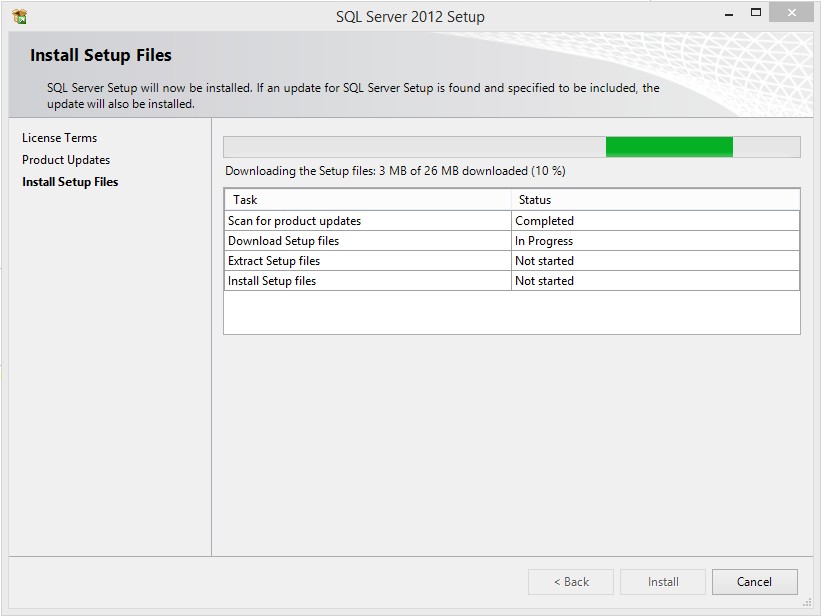 SQL Server 2012 Setup
Install Setup Files
SQL Server Setup will now be installed. If an update for SQL Server Setup is found and specified to be included, the
update will also be installed.
License Terms
Product Updates
Install Setup Files
Downloading the Setup files: 3 MB of 26 MB downloaded (10 %)
Task Status
Scan for product updates Completed
Download Setup files In Progress
Extract Setup files Not started
Install Setup files Not started
< Back Install Cancel